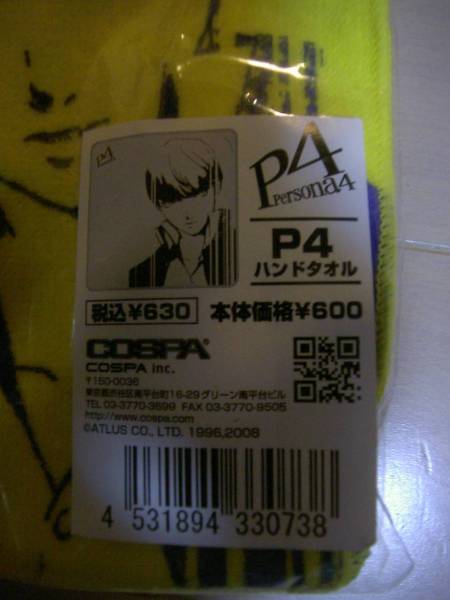 P4
P4
Persona4
P4
ハンドタオル
税込¥630 本体価格¥600
COSPA
COSPA inc.
〒150-0036
東京都渋谷区南平台町16-29グリーン南平台ビル
TEL 03-3770-3599 FAX 03-3770-9505
http://www.cospa.com
©ATLUS CO., LTD. 1996,2008
4 531894 330738